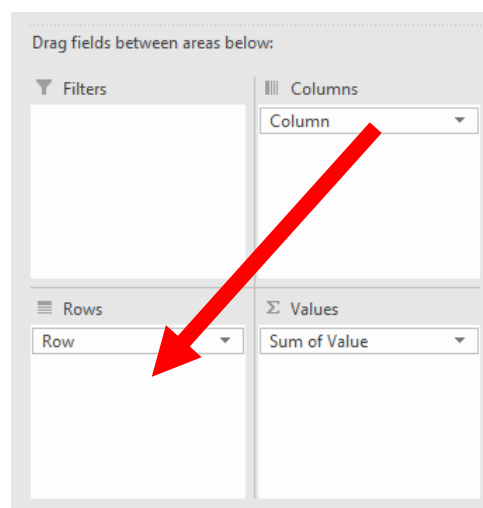 Drag fields between areas below:
Filters
Columns
Column
Rows
Σ Values
Row
Sum of Value